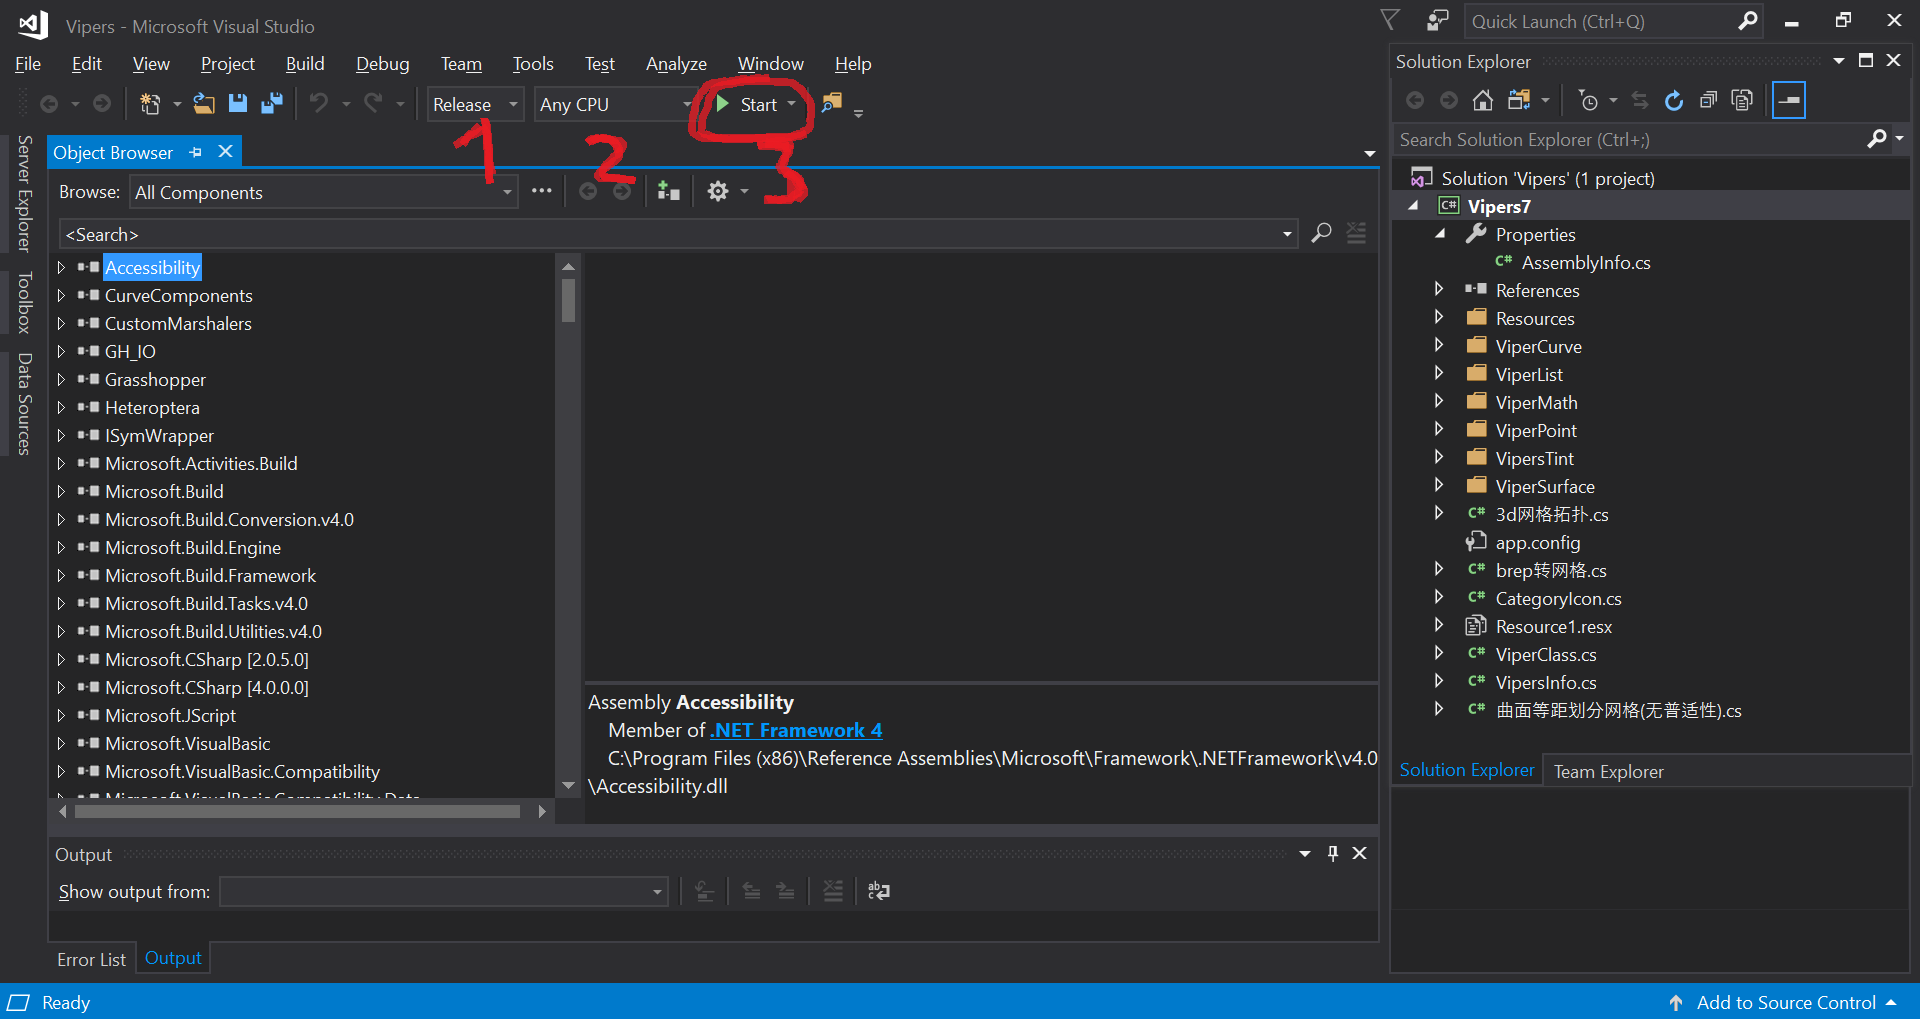 Vipers - Microsoft Visual Studio
Quick Launch (Ctrl+Q)
File Edit View Project Build Debug Team Tools Test Analyze Window Help
Release Any CPU Start
1 2 3
Server Explorer
Toolbox
Data Sources
Object Browser
Browse: All Components
<Search>
Accessibility
CurveComponents
CustomMarshalers
GH_IO
Grasshopper
Heteroptera
ISymWrapper
Microsoft.Activities.Build
Microsoft.Build
Microsoft.Build.Conversion.v4.0
Microsoft.Build.Engine
Microsoft.Build.Framework
Microsoft.Build.Tasks.v4.0
Microsoft.Build.Utilities.v4.0
Microsoft.CSharp [2.0.5.0]
Microsoft.CSharp [4.0.0.0]
Microsoft.JScript
Microsoft.VisualBasic
Microsoft.VisualBasic.Compatibility
Microsoft.VisualBasic.Compatibility.Data
Assembly Accessibility
Member of .NET Framework 4
C:\Program Files (x86)\Reference Assemblies\Microsoft\Framework\.NETFramework\v4.0
\Accessibility.dll
Output
Show output from:
Error List Output
Solution Explorer
Search Solution Explorer (Ctrl+;)
Solution 'Vipers' (1 project)
C# Vipers7
Properties
C# AssemblyInfo.cs
References
Resources
ViperCurve
ViperList
ViperMath
ViperPoint
VipersTint
ViperSurface
C# 3d网格拓扑.cs
app.config
C# brep转网格.cs
C# CategoryIcon.cs
Resource1.resx
C# ViperClass.cs
C# VipersInfo.cs
C# 曲面等距划分网格(无普适性).cs
Solution Explorer Team Explorer
Ready
Add to Source Control